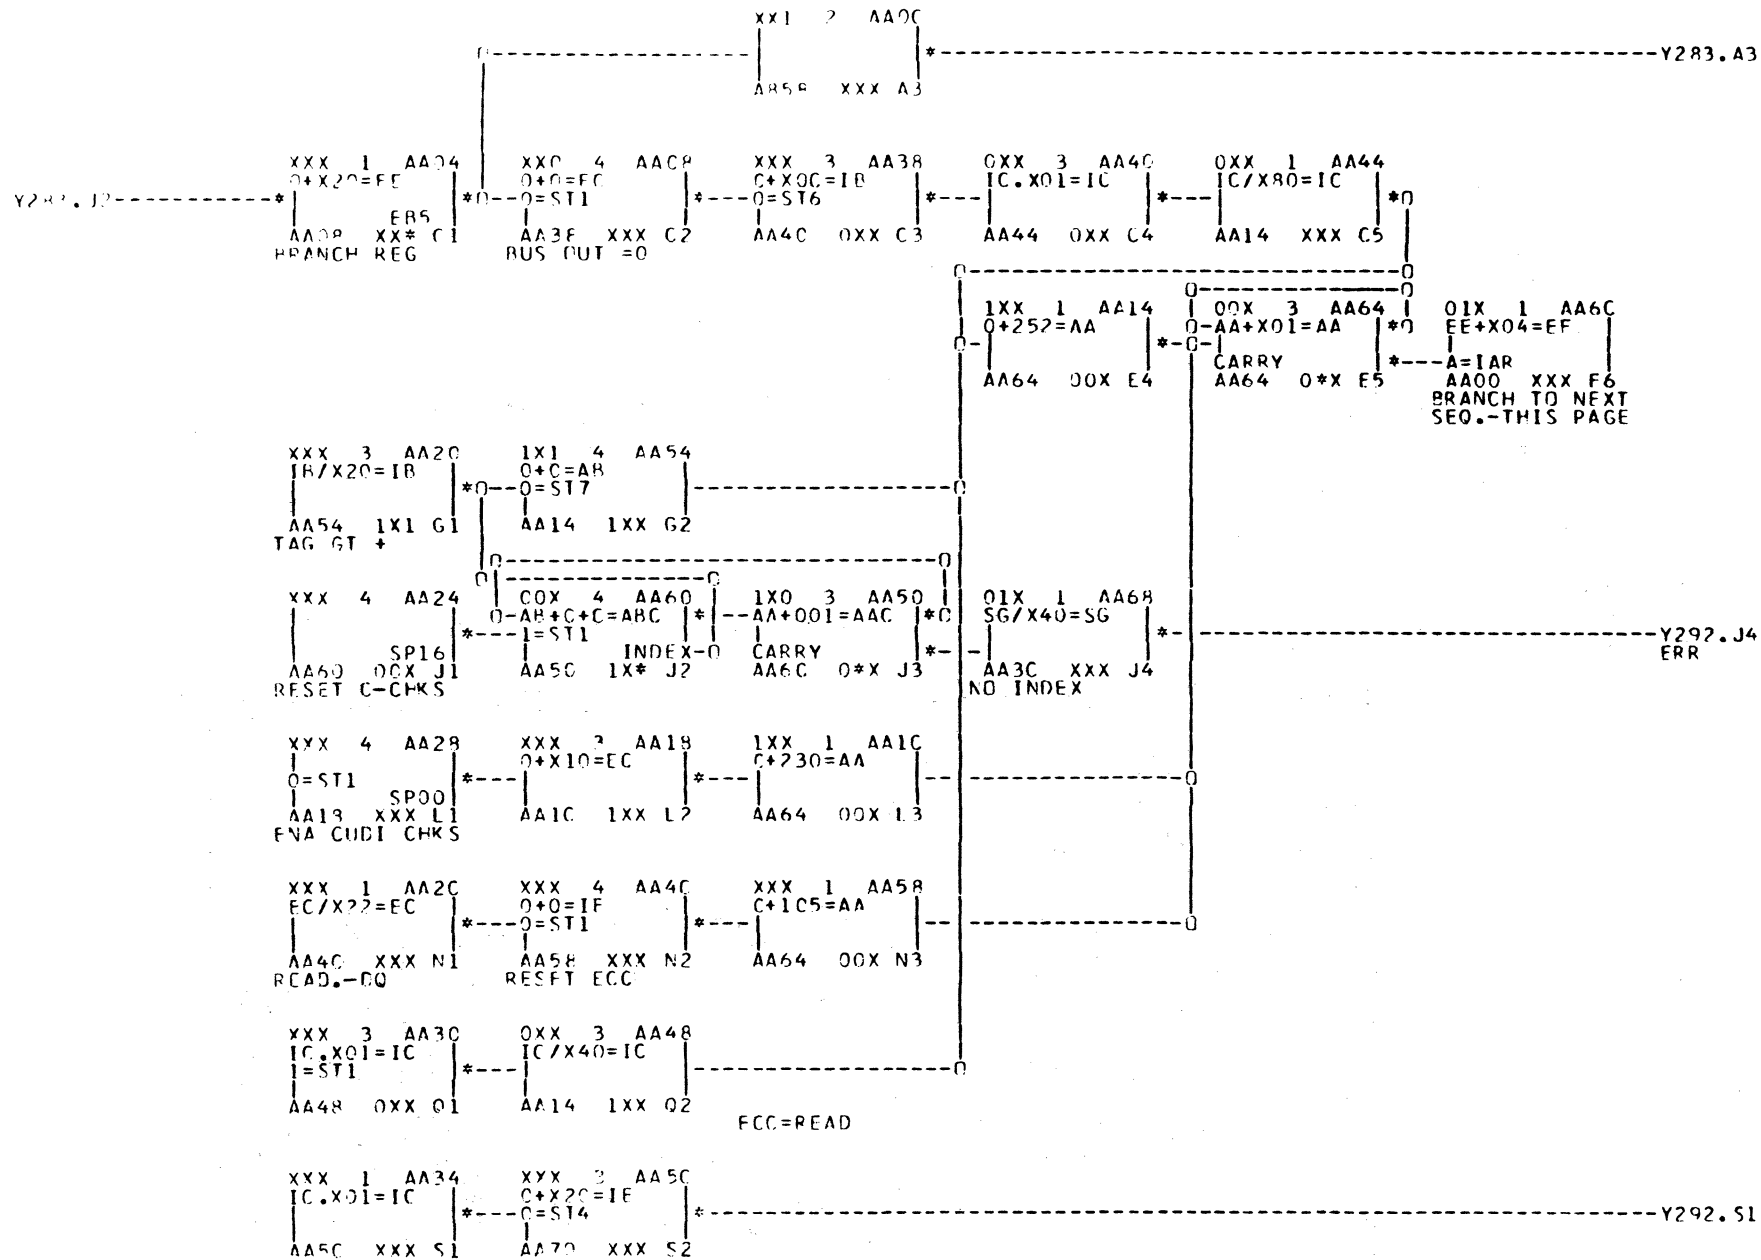 XX1 2 AA0C
*---Y283.A3
A858 XXX A3
XXX 1 AA04
0+X20=FE
EB5
AA08 XX* C1
BRANCH REG
XX0 4 AAC8
0+0=FC
0=ST1
AA3E XXX C2
BUS OUT =0
XXX 3 AA38
C+X0C=IB
0=ST6
AA4C 0XX C3
0XX 3 AA40
IC.X01=IC
AA44 0XX C4
0XX 1 AA44
IC/X80=IC
AA14 XXX C5
1XX 1 AA14
0+252=AA
AA64 00X E4
00X 3 AA64
AA+X01=AA
CARRY
AA64 0*X E5
01X 1 AA6C
EE+X04=EF
A=IAR
AA00 XXX F6
BRANCH TO NEXT
SEQ.-THIS PAGE
XXX 3 AA20
IB/X20=IB
AA54 1X1 G1
TAG GT +
1X1 4 AA54
0+C=AB
0=ST7
AA14 1XX G2
XXX 4 AA24
SP16
AA60 00X J1
RESET C-CHKS
C0X 4 AA60
AB+C+C=ABC
1=ST1
INDEX-0
AA50 1X* J2
1X0 3 AA50
AA+001=AAC
CARRY
AA6C 0*X J3
01X 1 AA68
SG/X40=SG
AA3C XXX J4
NO INDEX
Y292.J4
ERR
XXX 4 AA28
0=ST1
SP00
AA18 XXX L1
ENA CUDI CHKS
XXX 3 AA18
0+X10=EC
AA1C 1XX L2
1XX 1 AA1C
C+230=AA
AA64 00X L3
XXX 1 AA2C
EC/X22=EC
AA4C XXX N1
READ.-DQ
XXX 4 AA4C
0+0=IF
0=ST1
AA58 XXX N2
RESET ECC
XXX 1 AA58
C+1C5=AA
AA64 00X N3
XXX 3 AA30
IC.X01=IC
1=ST1
AA48 0XX Q1
0XX 3 AA48
IC/X40=IC
AA14 1XX Q2
ECC=READ
XXX 1 AA34
IC.X01=IC
AA5C XXX S1
XXX 3 AA5C
C+X2C=IE
0=ST4
AA70 XXX S2
Y292.S1